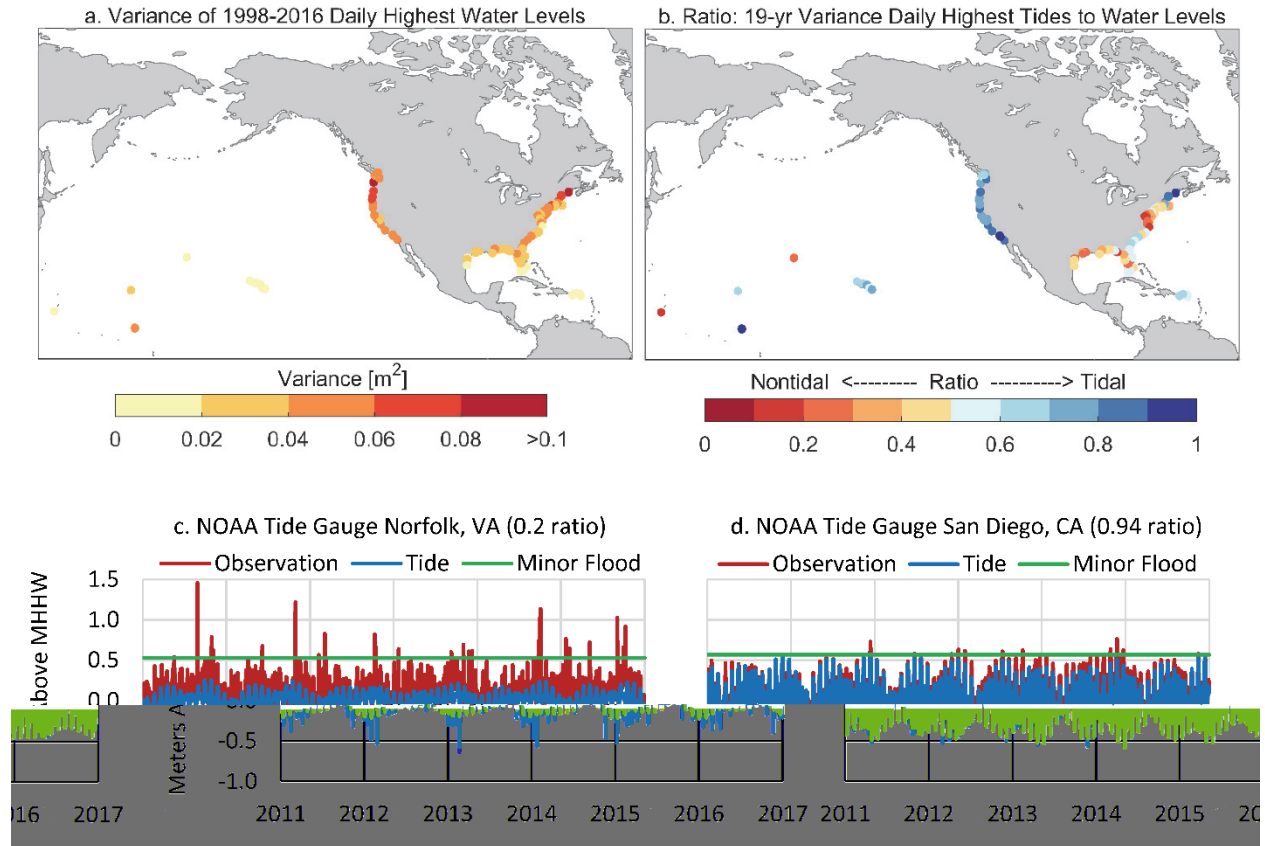 a. Variance of 1998-2016 Daily Highest Water Levels
b. Ratio: 19-yr Variance Daily Highest Tides to Water Levels
Variance [m²]
0 0.02 0.04 0.06 0.08 >0.1
Nontidal <--------- Ratio ---------> Tidal
0 0.2 0.4 0.6 0.8 1
c. NOAA Tide Gauge Norfolk, VA (0.2 ratio)
Observation Tide Minor Flood
d. NOAA Tide Gauge San Diego, CA (0.94 ratio)
Observation Tide Minor Flood
Above MHHW
1.5
1.0
0.5
0.0
Meters A
-0.5
-1.0
016 2017 2011 2012 2013 2014 2015 2016 2017 2011 2012 2013 2014 2015 20